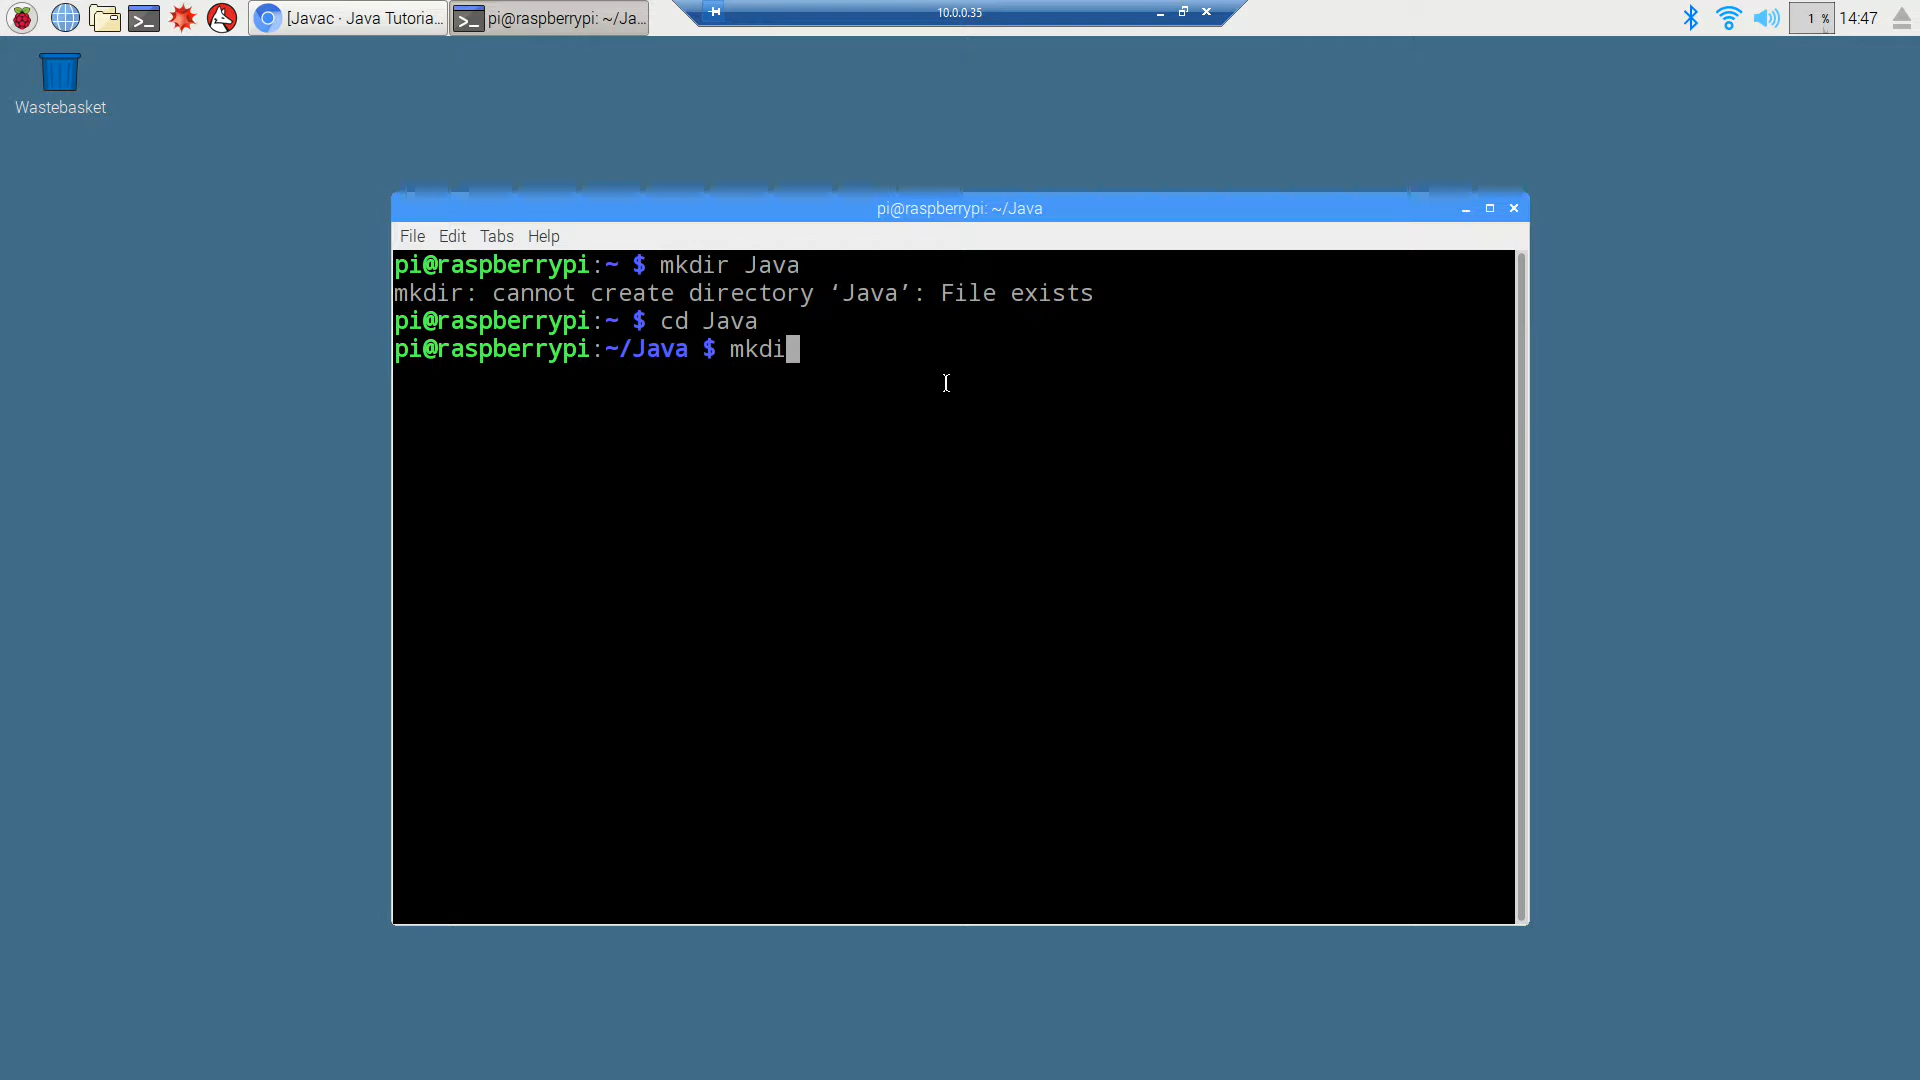 [Javac · Java Tutoria...
pi@raspberrypi: ~/Ja...
10.0.0.35
1 %
14:47
Wastebasket
pi@raspberrypi: ~/Java
File Edit Tabs Help
pi@raspberrypi:~ $ mkdir Java
mkdir: cannot create directory ‘Java’: File exists
pi@raspberrypi:~ $ cd Java
pi@raspberrypi:~/Java $ mkdi